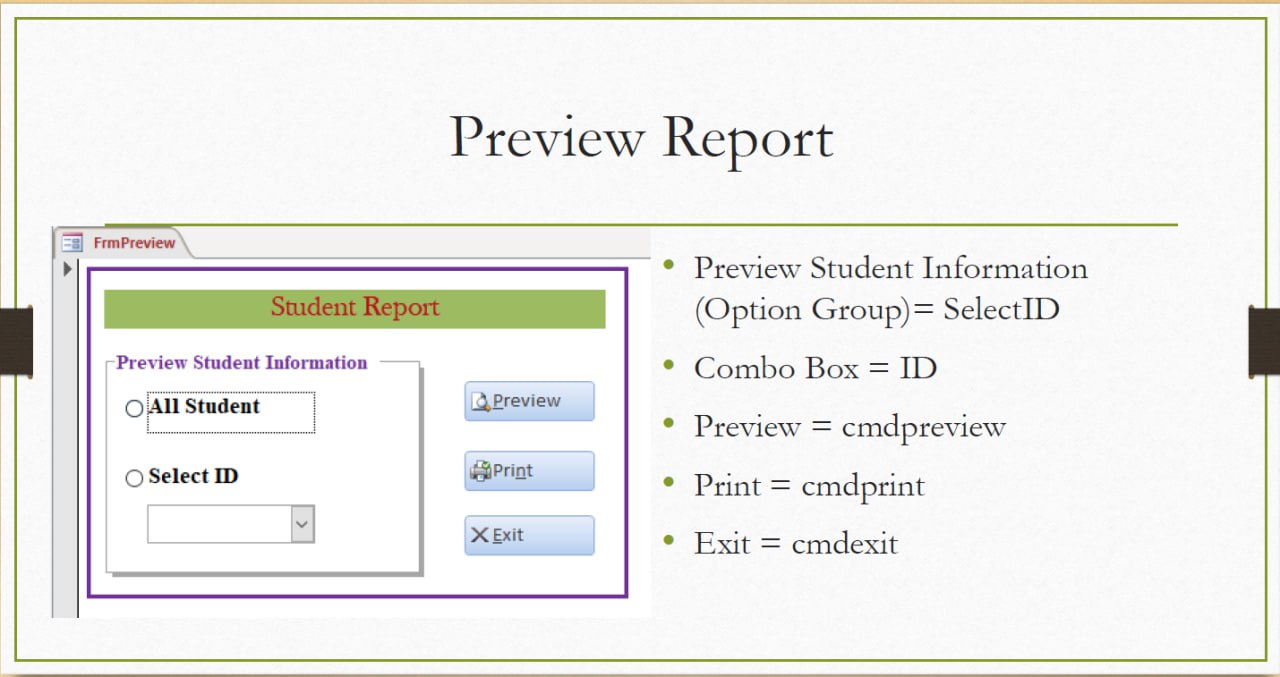 Preview Report
FrmPreview
Student Report
Preview Student Information
All Student
Select ID
Preview
Print
Exit
Preview Student Information
(Option Group)= SelectID
Combo Box = ID
Preview = cmdpreview
Print = cmdprint
Exit = cmdexit